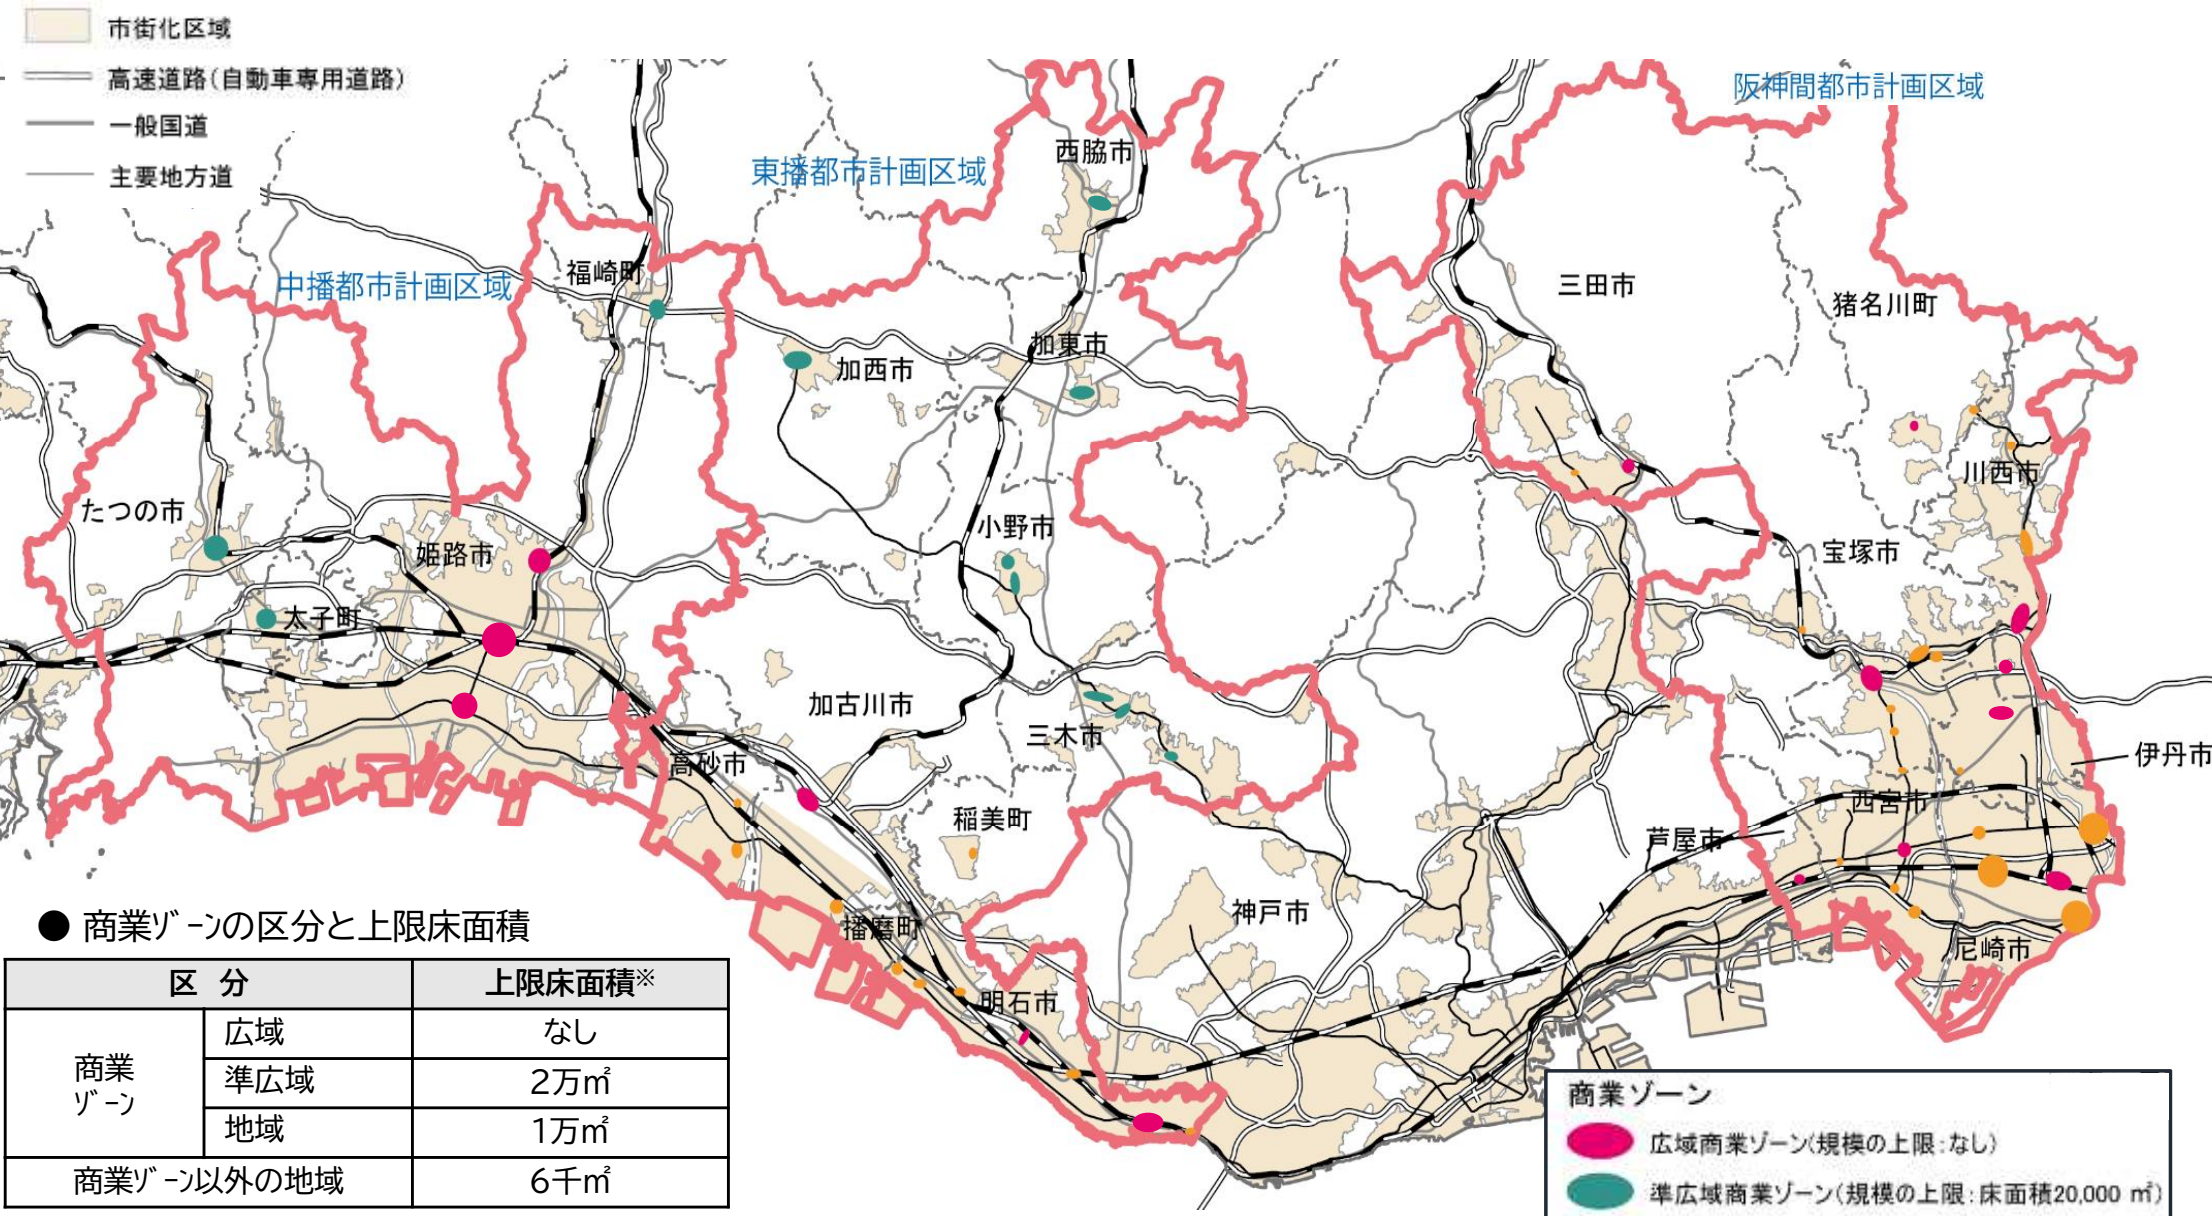 市街化区域
高速道路(自動車専用道路)
一般国道
主要地方道
阪神間都市計画区域
東播都市計画区域
西脇市
中播都市計画区域
福崎町
三田市
猪名川町
加西市
加東市
川西市
たつの市
姫路市
小野市
宝塚市
太子町
加古川市
三木市
高砂市
伊丹市
稲美町
西宮市
芦屋市
神戸市
播磨町
尼崎市
明石市
● 商業ゾーンの区分と上限床面積
区 分 上限床面積※
商業ゾーン
広域 なし
準広域 2万㎡
地域 1万㎡
商業ゾーン以外の地域 6千㎡
商業ゾーン
広域商業ゾーン(規模の上限:なし)
準広域商業ゾーン(規模の上限:床面積20,000 ㎡)